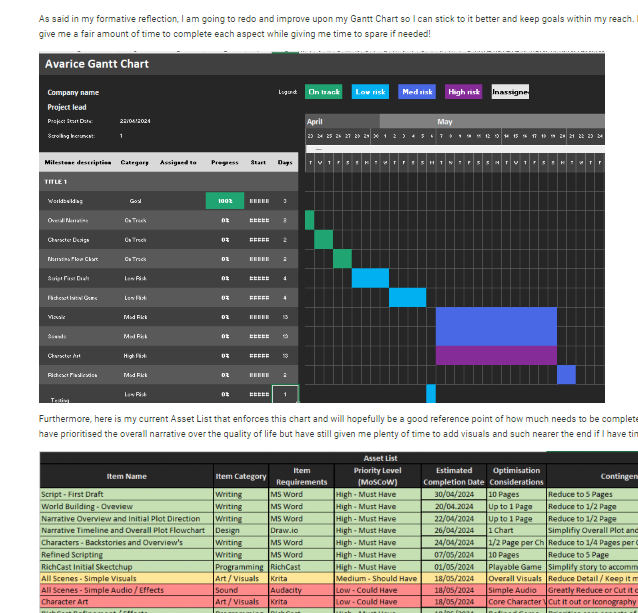 As said in my formative reflection, I am going to redo and improve upon my Gantt Chart so I can stick to it better and keep goals within my reach.
give me a fair amount of time to complete each aspect while giving me time to spare if needed!
Avarice Gantt Chart
Company name
Legend: On track Low risk Med risk High risk Unassigne
Project lead
Project Start Date: 22/04/2024
April May
Scrolling Increment: 1
23 24 25 26 27 28 29 30 1 2 3 4 5 6 7 8 9 10 11 12 13 14 15 16 17 18 19 20 21 22 23 24
Milestone description Category Assigned to Progress Start Days T W T F S S M T W T F S S M T W T F S S M T W T F S S M T W T F
TITLE 1
Worldbuilding Goal 100% ##### 3
Overall Narrative On Track 0% ##### 2
Character Design On Track 0% ##### 2
Narrative Flow Chart On Track 0% ##### 2
Script First Draft Low Risk 0% ##### 4
Richcast Initial Game Low Risk 0% ##### 4
Visuals Med Risk 0% ##### 13
Sounds Med Risk 0% ##### 13
Character Art High Risk 0% ##### 13
Richcast Finalisation Med Risk 0% ##### 2
Testing Low Risk 0% ##### 1
Furthermore, here is my current Asset List that enforces this chart and will hopefully be a good reference point of how much needs to be complete
have prioritised the overall narrative over the quality of life but have still given me plenty of time to add visuals and such nearer the end if I have tim
Asset List
Item Name Item Category Item Requirements Priority Level (MoSCoW) Estimated Completion Date Optimisation Considerations Contingen
Script - First Draft Writing MS Word High - Must Have 30/04/2024 10 Pages Reduce to 5 Pages
World Building - Oveview Writing MS Word High - Must Have 20/04.2024 Up to 1 Page Reduce to 1/2 Page
Narrative Overview and Initial Plot Direction Writing MS Word High - Must Have 22/04/2024 Up to 1 Page Reduce to 1/2 Page
Narrative Timeline and Overall Plot Flowchart Design Draw.io High - Must Have 26/04/2024 1 Chart Simplifiy Overall Plot and
Characters - Backstories and Overview's Writing MS Word High - Must Have 24/04/2024 1/2 Page per Ch Reduce to 1/4 Pages per
Refined Scripting Writing MS Word High - Must Have 07/05/2024 10 Pages Reduce to 5 Page
RichCast Initial Skectchup Programming RichCast High - Must Have 01/05/2024 Playable Game Simplify story to accomm
All Scenes - Simple Visuals Art / Visuals Krita Medium - Should Have 18/05/2024 Overall Visuals Reduce Detail / Keep it m
All Scenes - Simple Audio / Effects Sound Audacity Low - Could Have 18/05/2024 Simple Audio Greatly Reduce or Cut it
Character Art Art / Visuals Krita Low - Could Have 18/05/2024 Core Character Cut it out or Iconography